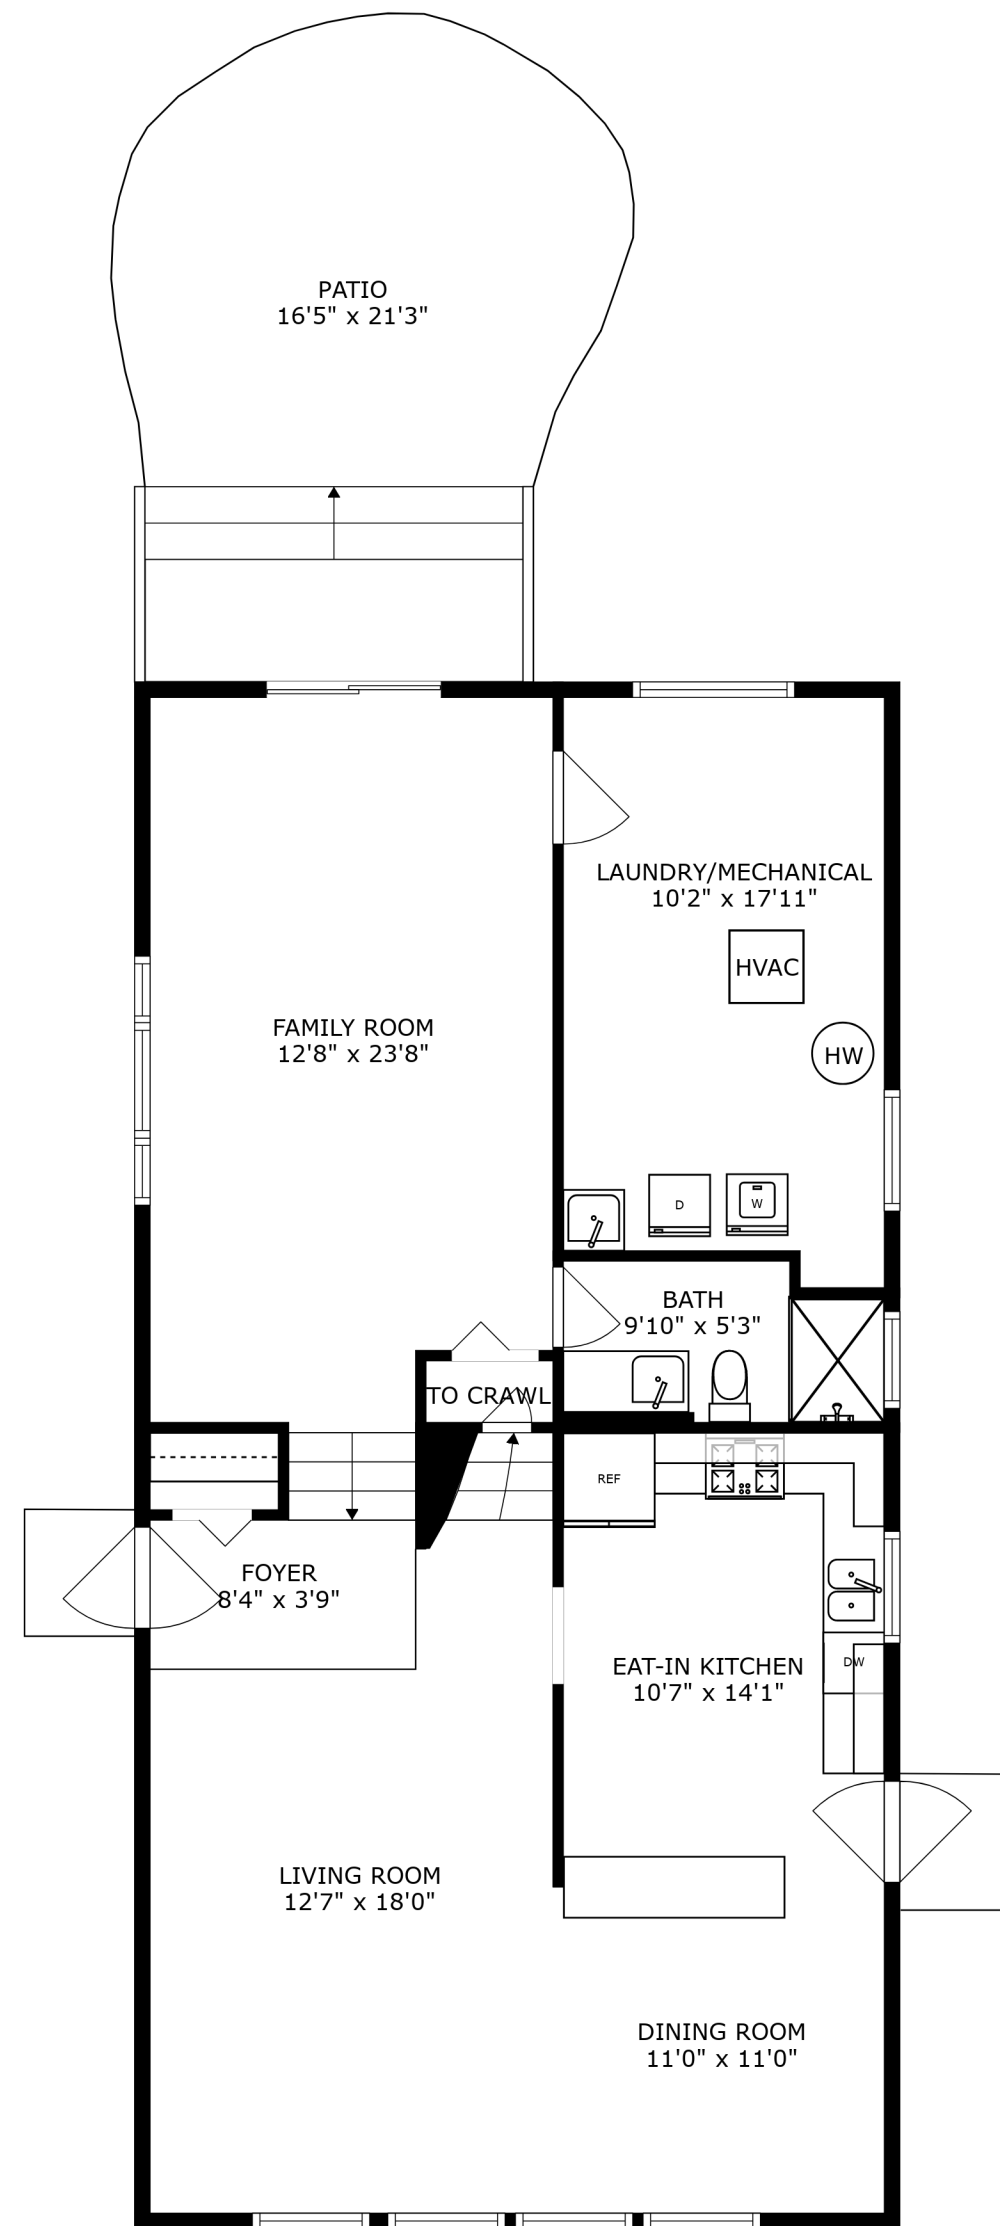 PATIO
16'5" x 21'3"
LAUNDRY/MECHANICAL
10'2" x 17'11"
HVAC
FAMILY ROOM
12'8" x 23'8"
HW
D
W
BATH
9'10" x 5'3"
TO CRAWL
REF
FOYER
8'4" x 3'9"
EAT-IN KITCHEN
10'7" x 14'1"
DW
LIVING ROOM
12'7" x 18'0"
DINING ROOM
11'0" x 11'0"